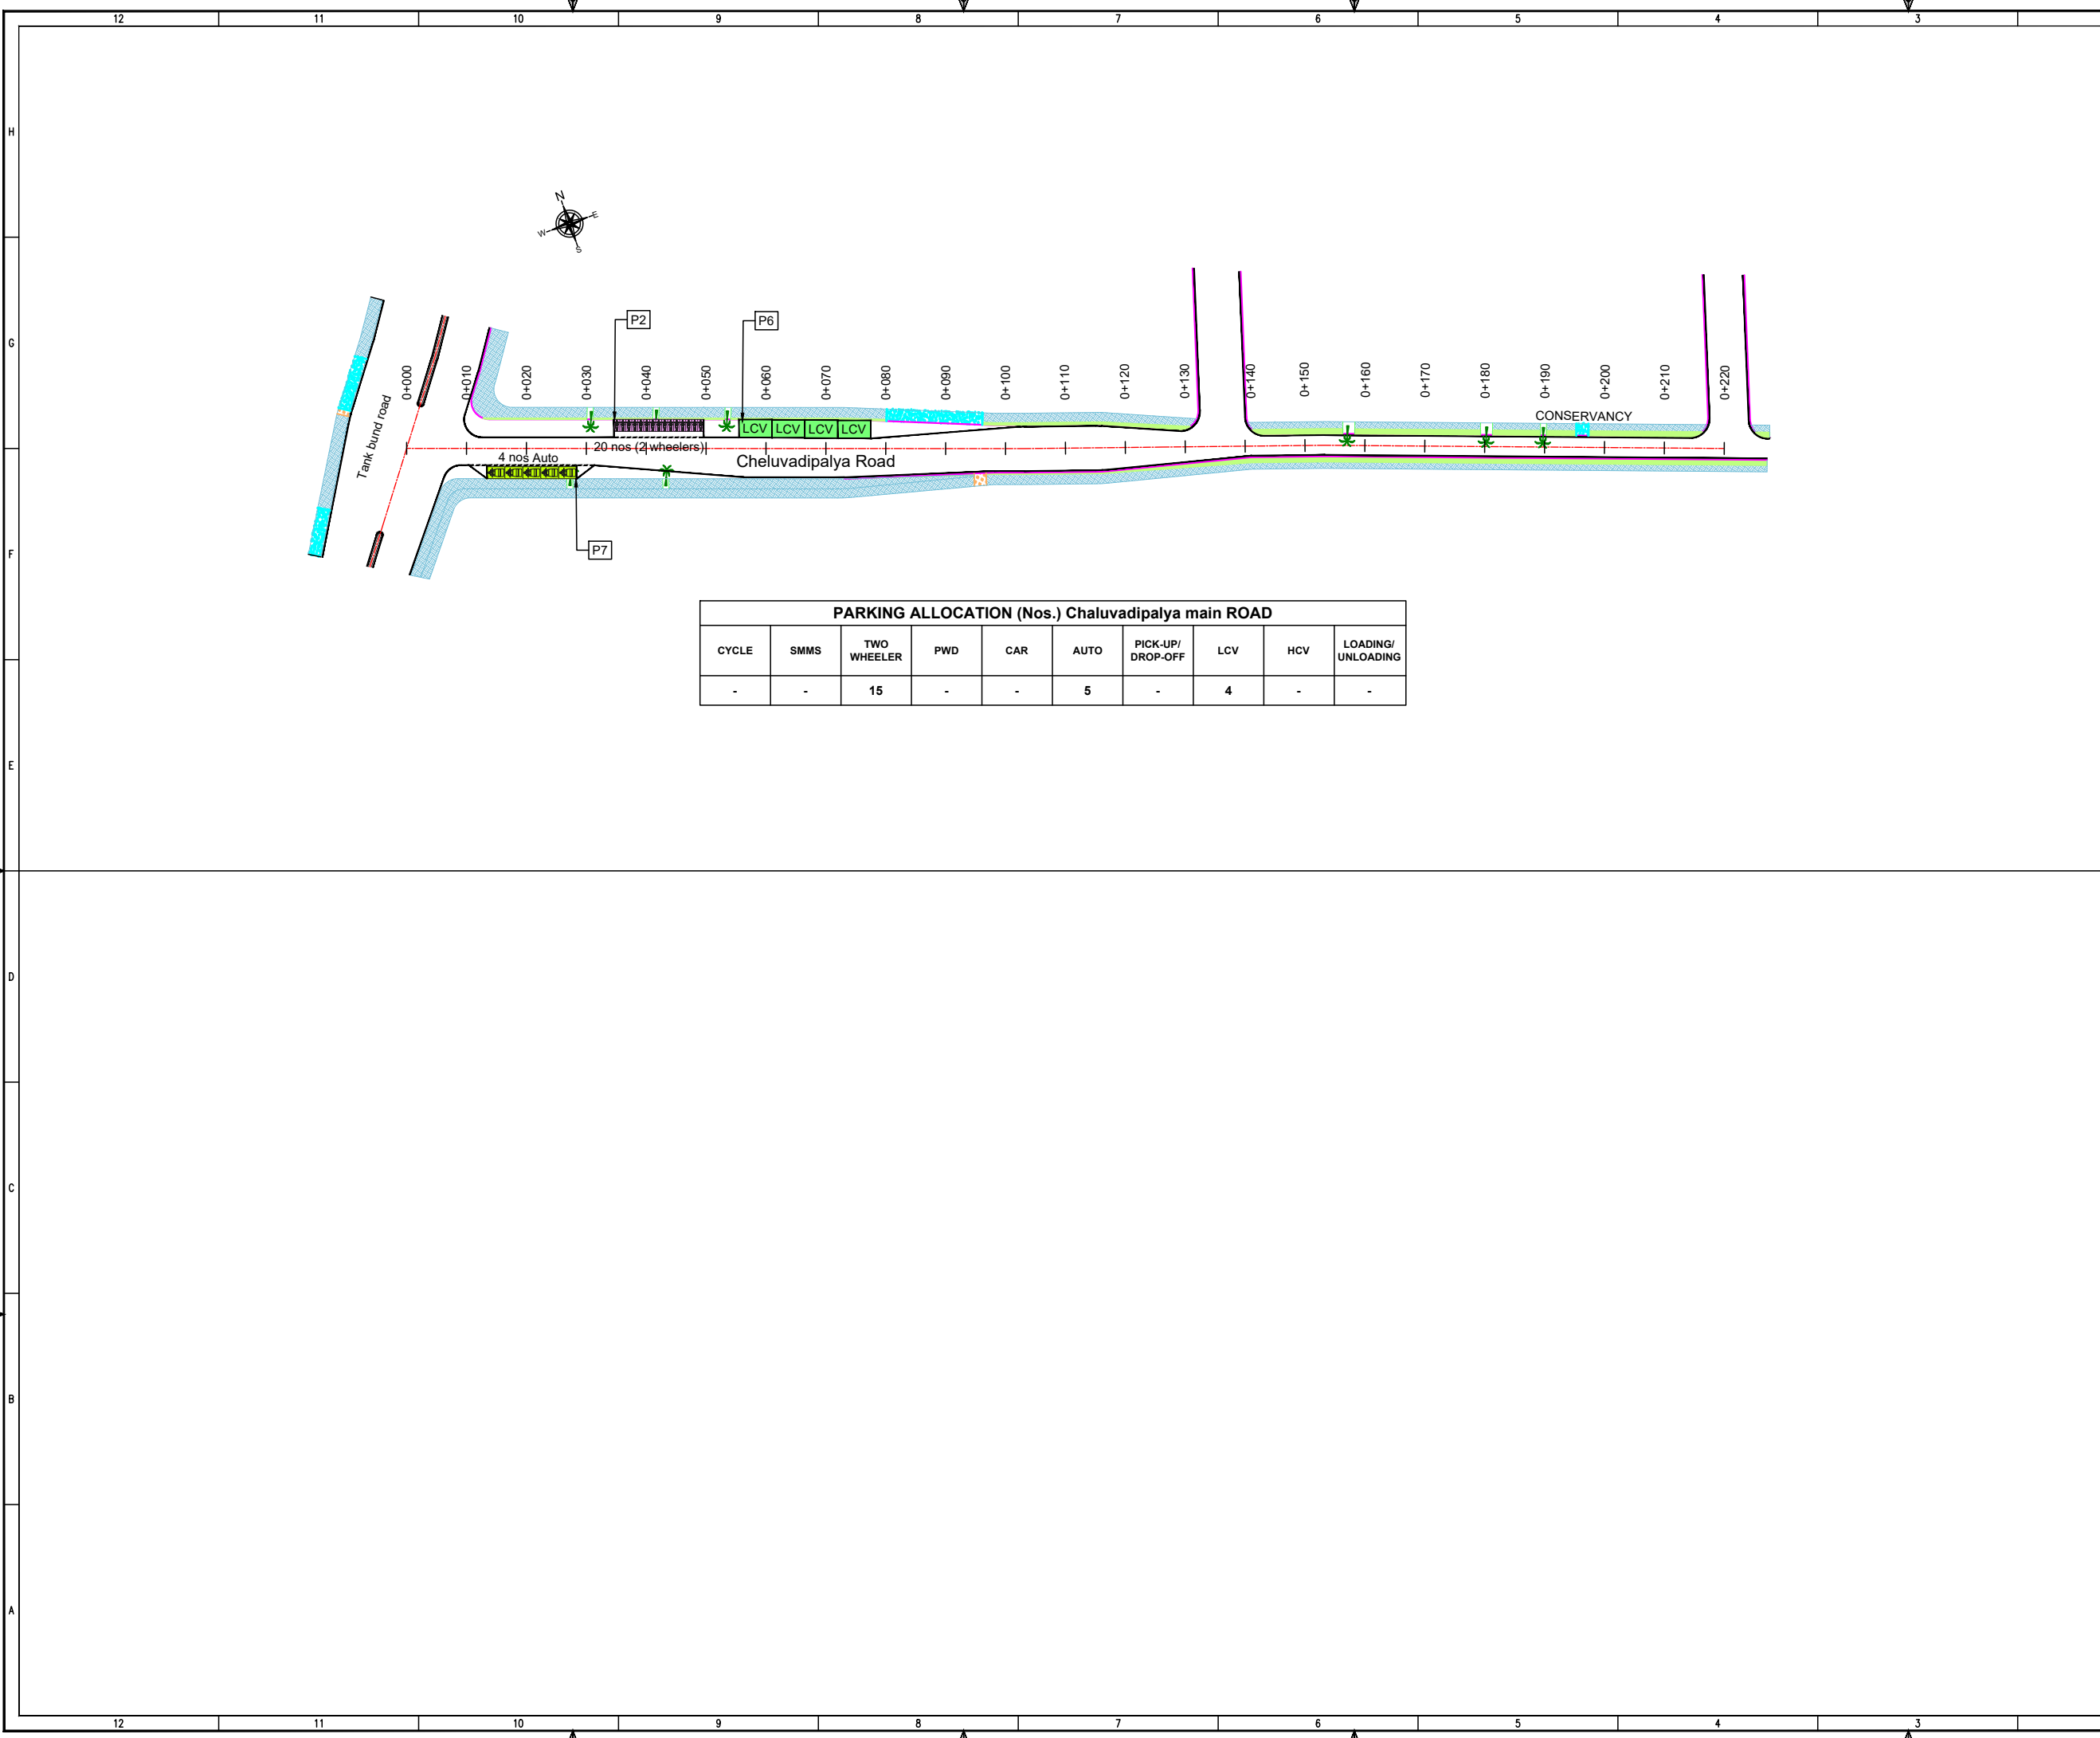 12 11 10 9 8 7 6 5 4 3
H
N
E
W
S
P2
P6
G
0+000 0+010 0+020 0+030 0+040 0+050 0+060 0+070 0+080 0+090 0+100 0+110 0+120 0+130 0+140 0+150 0+160 0+170 0+180 0+190 0+200 0+210 0+220
Tank bund road
CONSERVANCY
LCV LCV LCV LCV
20 nos (2 wheelers)
4 nos Auto
Cheluvadipalya Road
P7
F
PARKING ALLOCATION (Nos.) Chaluvadipalya main ROAD
CYCLE SMMS TWO WHEELER PWD CAR AUTO PICK-UP/ DROP-OFF LCV HCV LOADING/ UNLOADING
- - 15 - - 5 - 4 - -
E
D
C
B
A
12 11 10 9 8 7 6 5 4 3